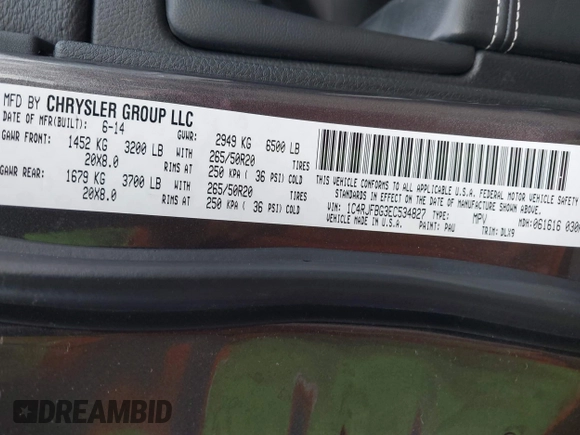 MFD BY CHRYSLER GROUP LLC
DATE OF MFR(BUILT): 6-14 GVWR: 2949 KG 6500 LB
GAWR FRONT: 1452 KG 3200 LB WITH 265/50R20 TIRES
20X8.0 RIMS AT 250 KPA ( 36 PSI) COLD
GAWR REAR: 1679 KG 3700 LB WITH 265/50R20 TIRES
20X8.0 RIMS AT 250 KPA ( 36 PSI) COLD
THIS VEHICLE CONFORMS TO ALL APPLICABLE U.S.A. FEDERAL MOTOR VEHICLE SAFETY
STANDARDS IN EFFECT ON THE DATE OF MANUFACTURE SHOWN ABOVE.
VIN: 1C4RJFBG3EC534827 TYPE: MPV MDH: 061616 030
VEHICLE MADE IN U.S.A. PAINT: PAU TRIM: DLX9
DREAMBID